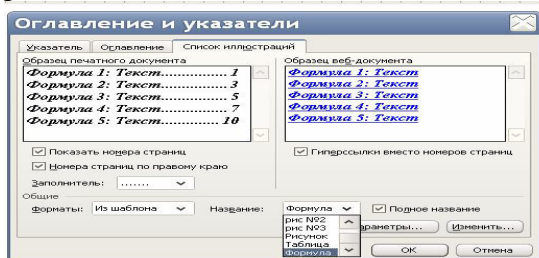 Оглавление и указатели
Указатель Оглавление Список иллюстраций
Образец печатного документа
Формула 1: Текст............... 1
Формула 2: Текст............... 3
Формула 3: Текст............... 5
Формула 4: Текст............... 7
Формула 5: Текст............. 10
Образец веб-документа
Формула 1: Текст
Формула 2: Текст
Формула 3: Текст
Формула 4: Текст
Формула 5: Текст
Показать номера страниц
Номера страниц по правому краю
Гиперссылки вместо номеров страниц
Заполнитель: .......
Общие
Форматы: Из шаблона Название: Формула Полное название
рис №2
рис №3
Рисунок
Таблица
Формула
араметры... Изменить...
ОК Отмена